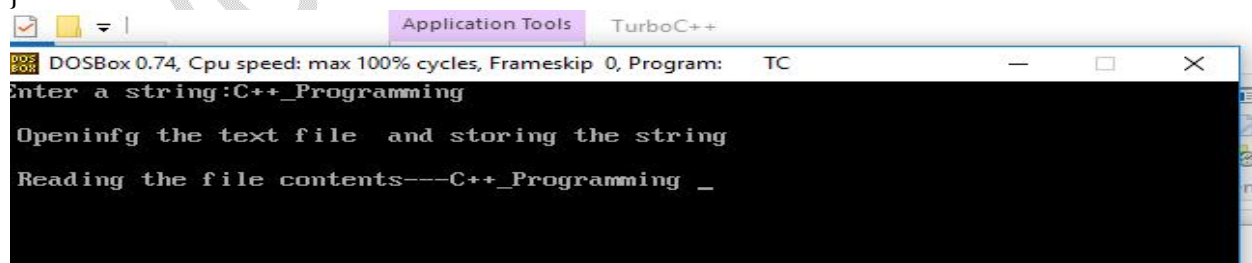 }
Application Tools TurboC++
DOSBox 0.74, Cpu speed: max 100% cycles, Frameskip 0, Program: TC
Enter a string:C++_Programming
Openinfg the text file and storing the string
Reading the file contents---C++_Programming _